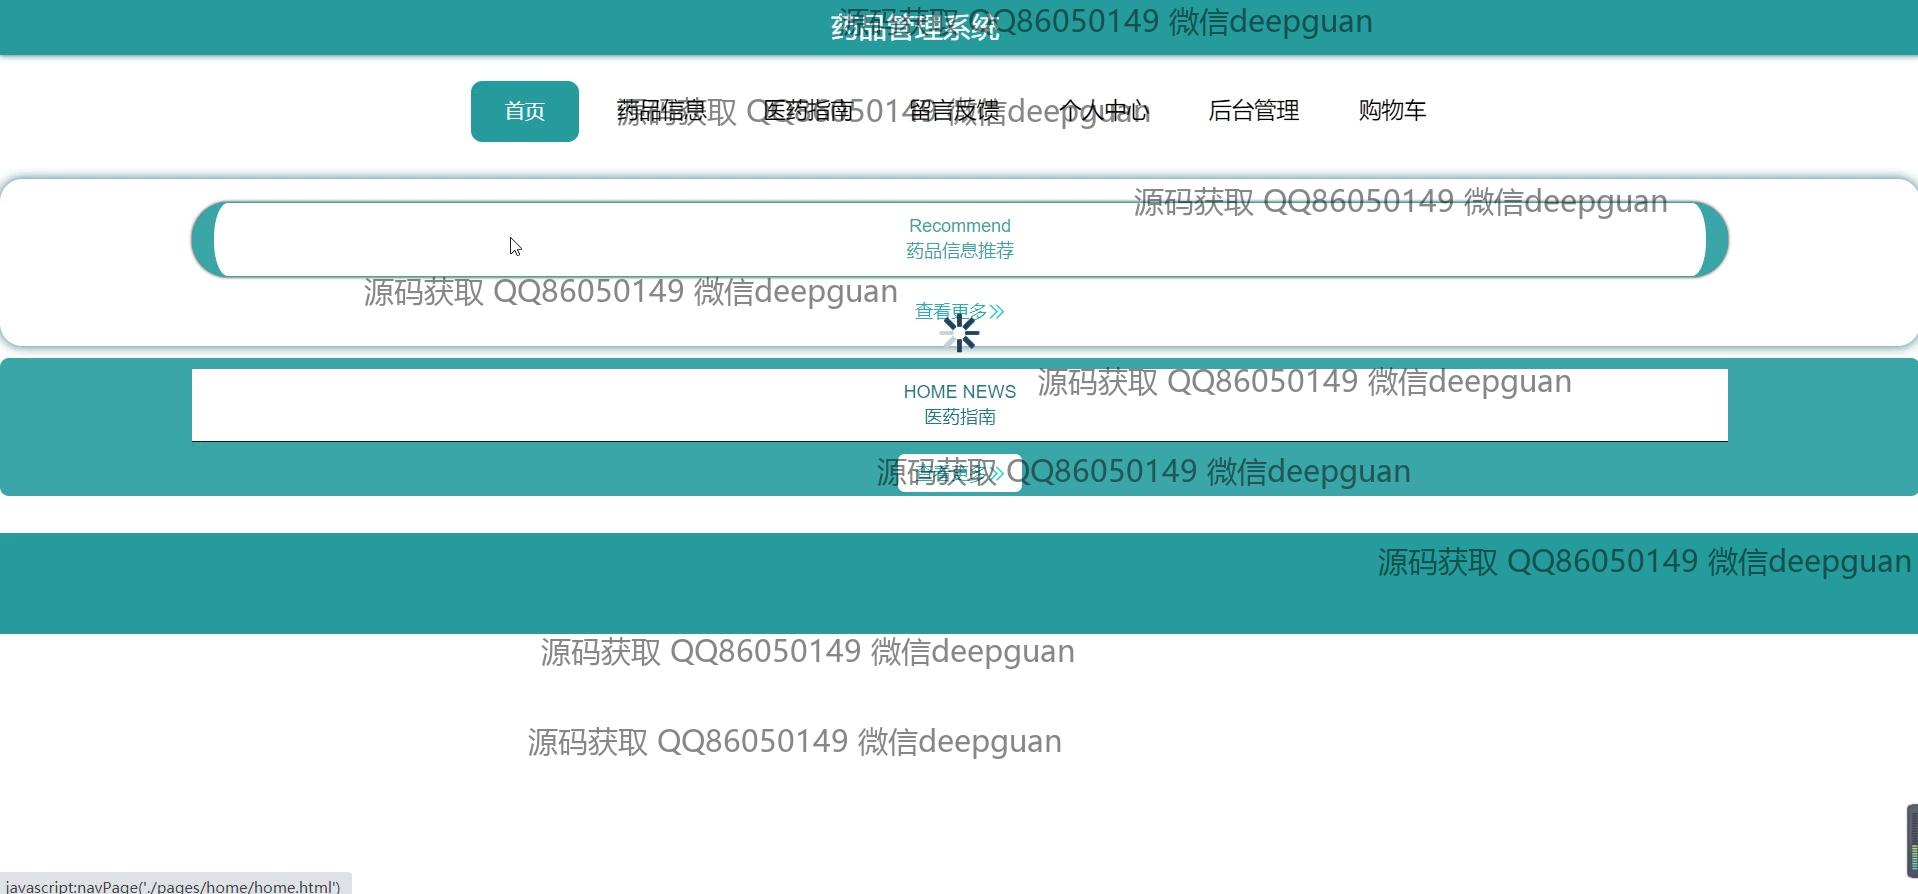 药品管理系统
源码获取 QQ86050149 微信deepguan
首页 药品信息 医药指南 留言反馈 个人中心 后台管理 购物车
源码获取 QQ86050149 微信deepguan
源码获取 QQ86050149 微信deepguan
Recommend
药品信息推荐
源码获取 QQ86050149 微信deepguan
查看更多
源码获取 QQ86050149 微信deepguan
HOME NEWS
医药指南
查看更多
源码获取 QQ86050149 微信deepguan
源码获取 QQ86050149 微信deepguan
源码获取 QQ86050149 微信deepguan
源码获取 QQ86050149 微信deepguan
javascript:navPage('./pages/home/home.html')